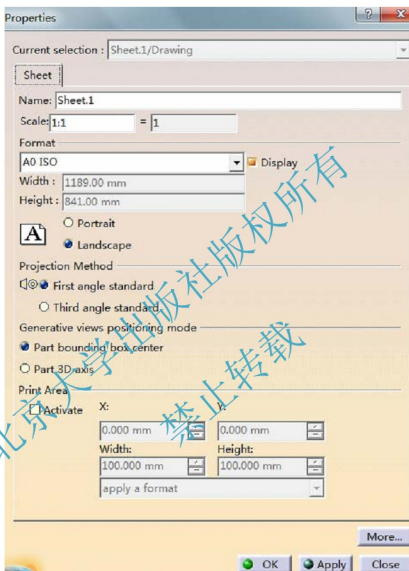 Properties
Current selection : Sheet.1/Drawing
Sheet
Name: Sheet.1
Scale: 1:1 = 1
Format
A0 ISO Display
Width : 1189.00 mm
Height : 841.00 mm
A
Portrait
Landscape
Projection Method
First angle standard
Third angle standard
Generative views positioning mode
Part bounding box center
Part 3D axis
Print Area
Activate X: Y:
0.000 mm 0.000 mm
Width: Height:
100.000 mm 100.000 mm
apply a format
More...
OK Apply Close
北京大学出版社版权所有
禁止转载